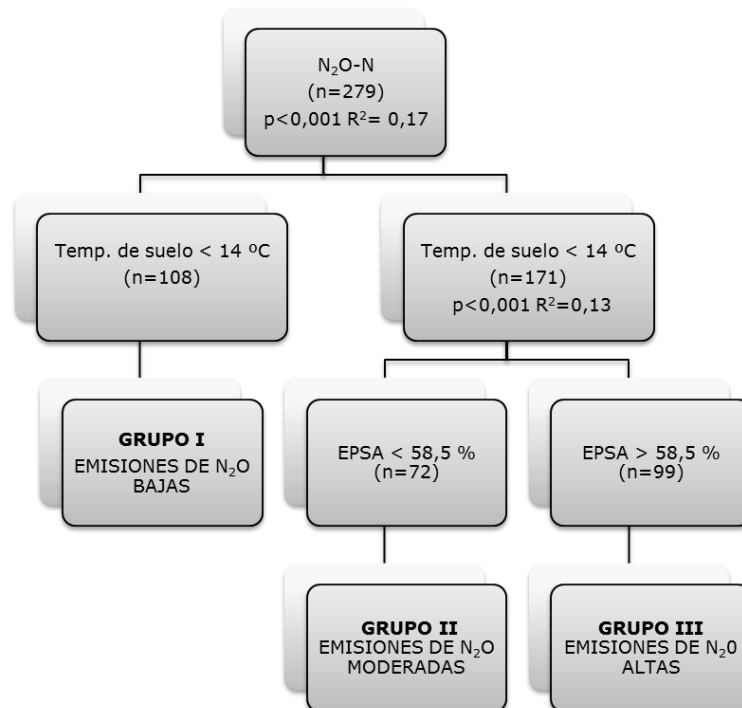 N₂O-N
(n=279)
p<0,001 R²= 0,17
Temp. de suelo < 14 ºC
(n=108)
Temp. de suelo < 14 ºC
(n=171)
p<0,001 R²=0,13
GRUPO I
EMISIONES DE N₂O
BAJAS
EPSA < 58,5 %
(n=72)
EPSA > 58,5 %
(n=99)
GRUPO II
EMISIONES DE N₂O
MODERADAS
GRUPO III
EMISIONES DE N₂0
ALTAS